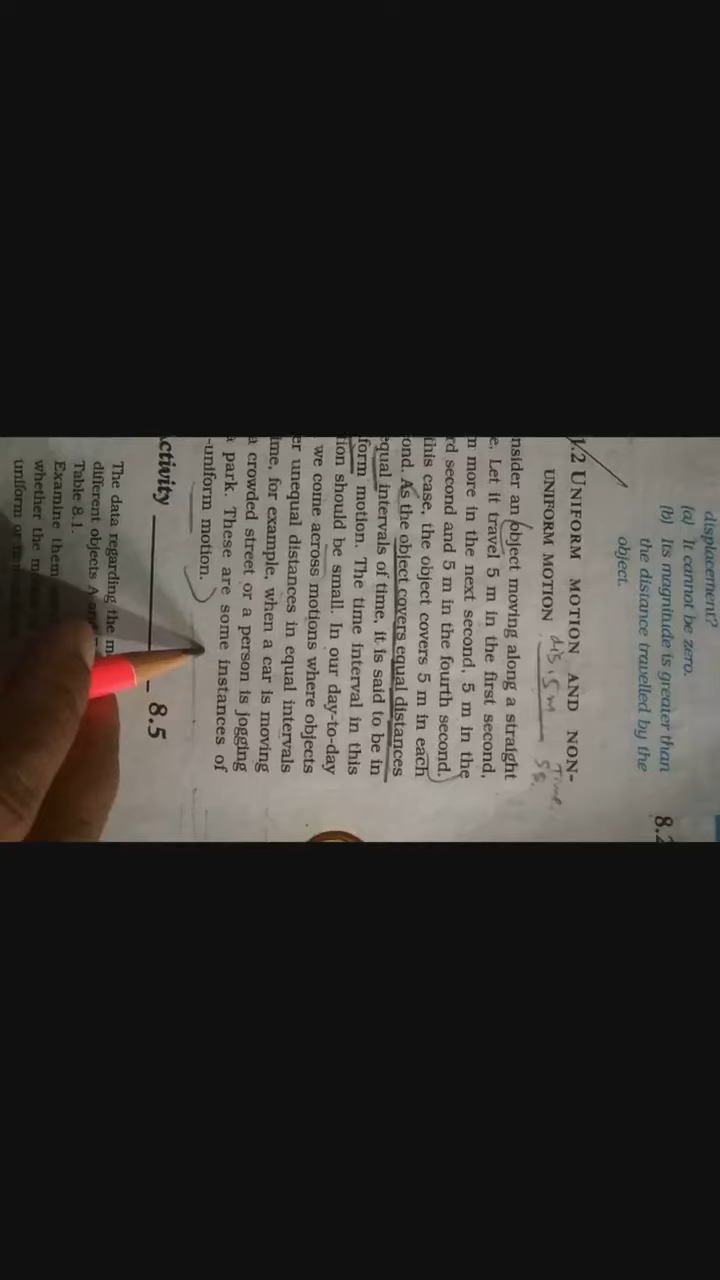 displacement?
(a) It cannot be zero.
(b) Its magnitude is greater than
the distance travelled by the
object.
8.2
.2 UNIFORM MOTION AND NON-
UNIFORM MOTION
Time
nsider an object moving along a straight
e. Let it travel 5 m in the first second,
m more in the next second, 5 m in the
rd second and 5 m in the fourth second.
this case, the object covers 5 m in each
ond. As the object covers equal distances
equal intervals of time, it is said to be in
form motion. The time interval in this
tion should be small. In our day-to-day
we come across motions where objects
er unequal distances in equal intervals
ime, for example, when a car is moving
a crowded street or a person is jogging
a park. These are some instances of
-uniform motion.
ctivity 8.5
The data regarding the m
different objects A and
Table 8.1.
Examine them
whether the m
uniform or